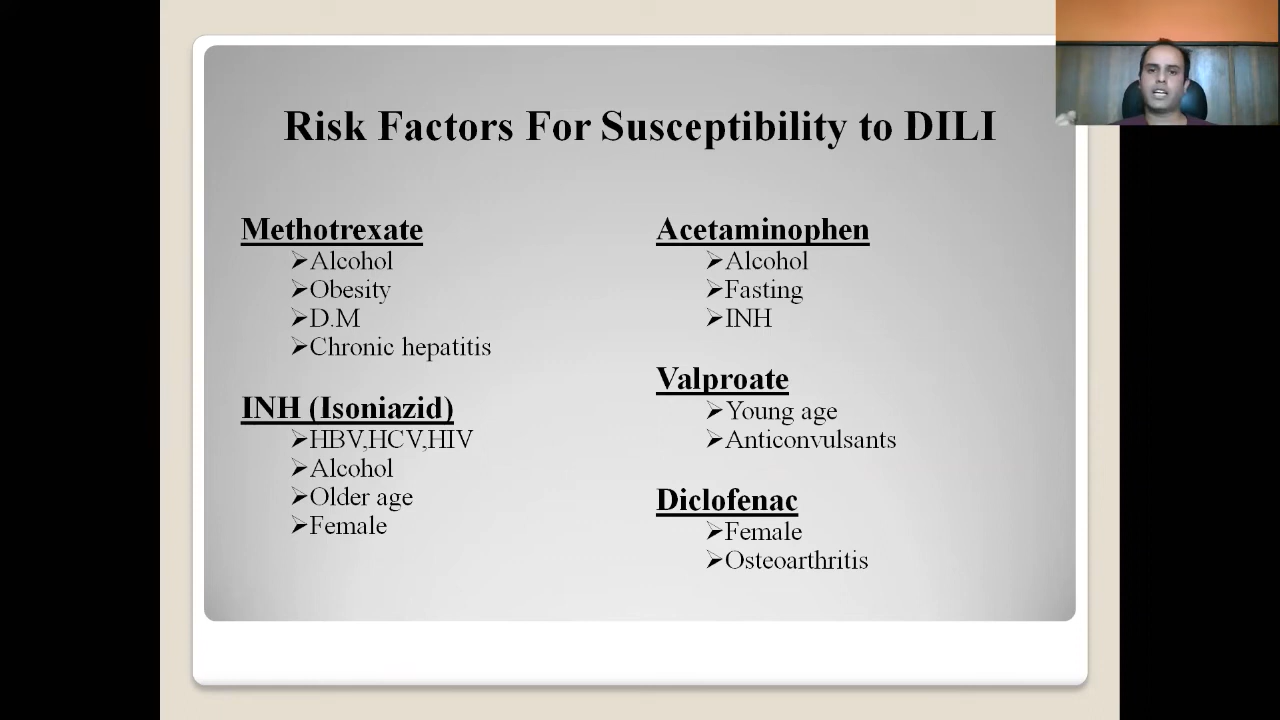 Risk Factors For Susceptibility to DILI
Methotrexate
➢Alcohol
➢Obesity
➢D.M
➢Chronic hepatitis
INH (Isoniazid)
➢HBV,HCV,HIV
➢Alcohol
➢Older age
➢Female
Acetaminophen
➢Alcohol
➢Fasting
➢INH
Valproate
➢Young age
➢Anticonvulsants
Diclofenac
➢Female
➢Osteoarthritis